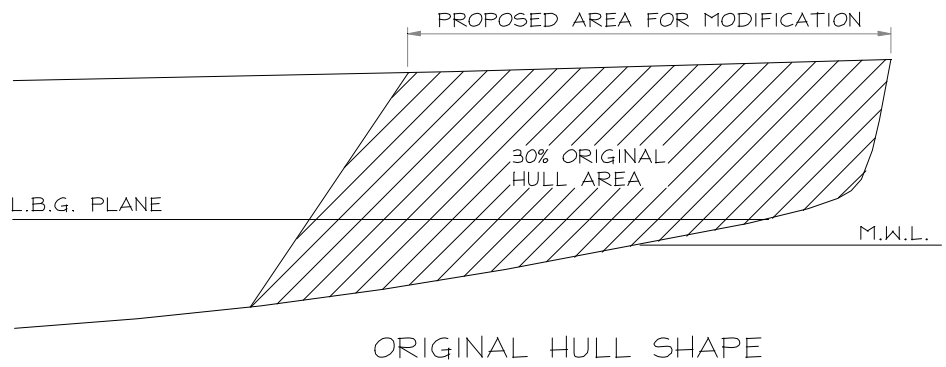 PROPOSED AREA FOR MODIFICATION
30% ORIGINAL
HULL AREA
L.B.G. PLANE
M.W.L.
ORIGINAL HULL SHAPE